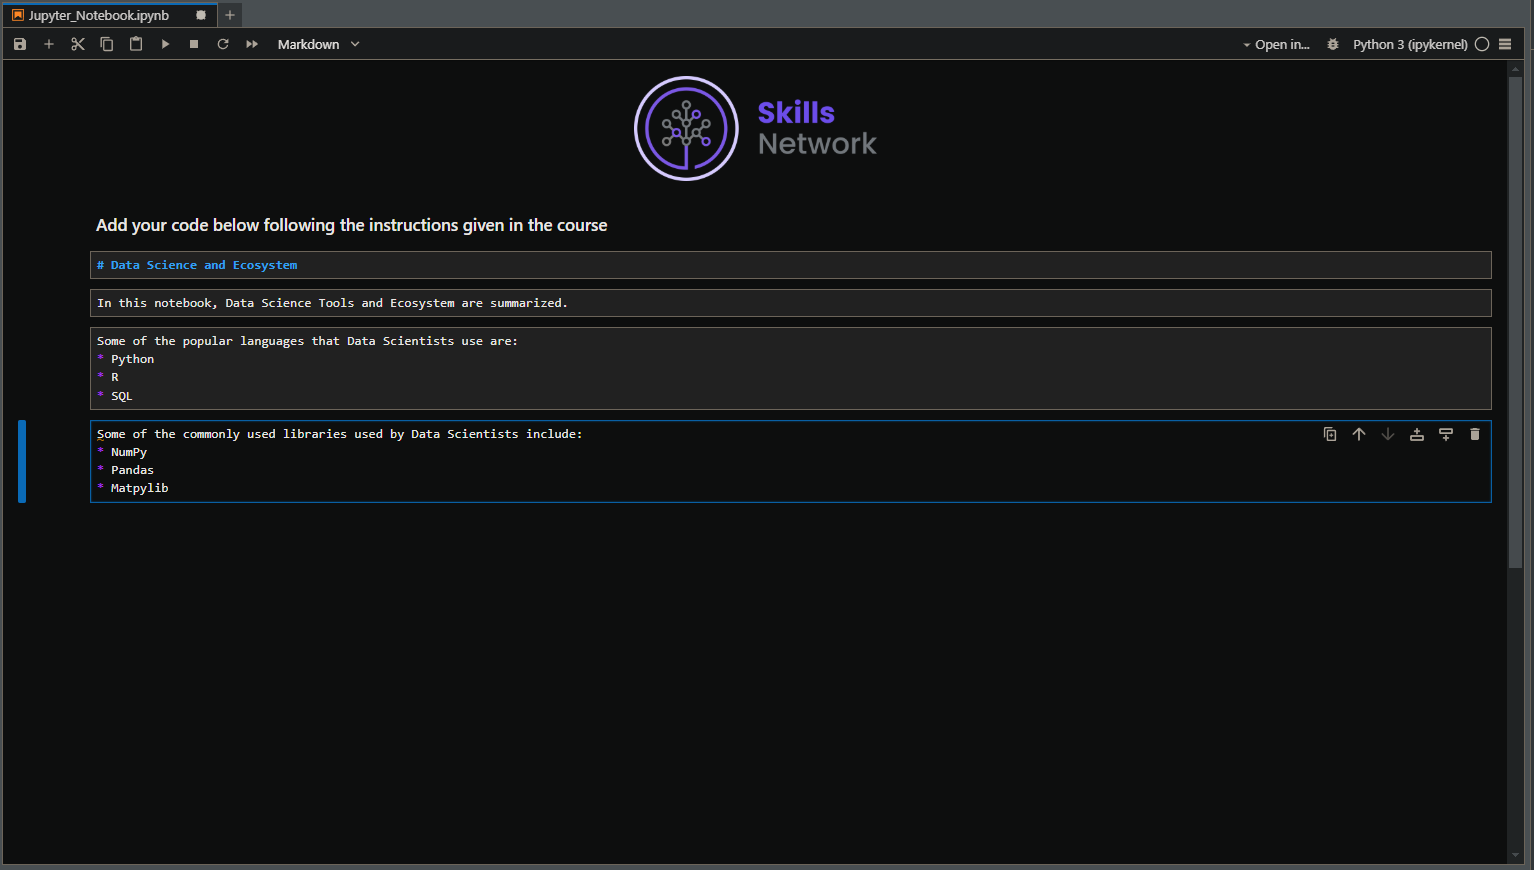 Jupyter_Notebook.ipynb
Markdown
Open in...
Python 3 (ipykernel)
Skills
Network
Add your code below following the instructions given in the course
# Data Science and Ecosystem
In this notebook, Data Science Tools and Ecosystem are summarized.
Some of the popular languages that Data Scientists use are:
* Python
* R
* SQL
Some of the commonly used libraries used by Data Scientists include:
* NumPy
* Pandas
* Matpylib